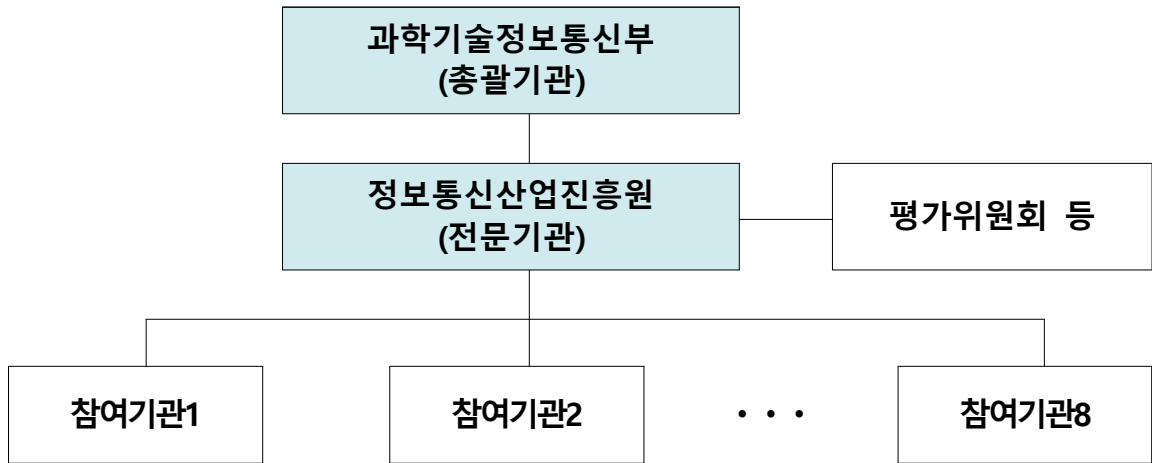 과학기술정보통신부
(총괄기관)
정보통신산업진흥원
(전문기관)
평가위원회 등
참여기관1
참여기관2
· · ·
참여기관8